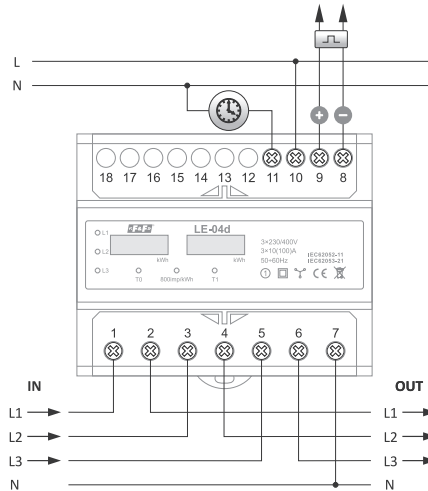 L
N
+ −
18 17 16 15 14 13 12 11 10 9 8
F&F LE-04d
L1
L2
L3
kWh kWh
T0 800imp/kWh T1
3×230/400V
3×10(100)A
50÷60Hz
IEC62052-11
IEC62053-21
1 CE
1 2 3 4 5 6 7
IN OUT
L1 L1
L2 L2
L3 L3
N N